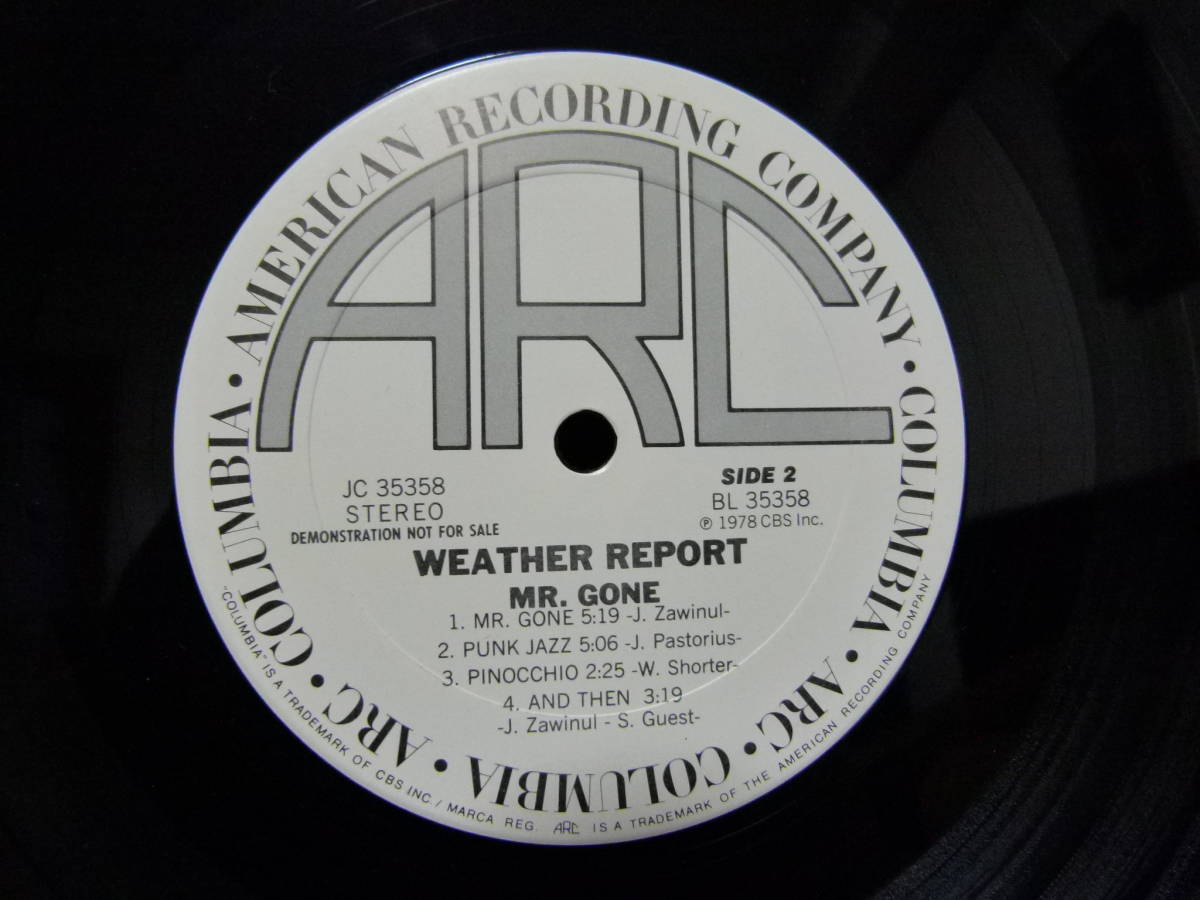 • AMERICAN RECORDING COMPANY • COLUMBIA • ARC • COLUMBIA • ARC • COLUMBIA
ARC
JC 35358
STEREO
DEMONSTRATION NOT FOR SALE
SIDE 2
BL 35358
℗ 1978 CBS Inc.
WEATHER REPORT
MR. GONE
1. MR. GONE 5:19 -J. Zawinul-
2. PUNK JAZZ 5:06 -J. Pastorius-
3. PINOCCHIO 2:25 -W. Shorter-
4. AND THEN 3:19
-J. Zawinul - S. Guest-
"COLUMBIA" IS A TRADEMARK OF CBS INC. / MARCA REG. ARC IS A TRADEMARK OF THE AMERICAN RECORDING COMPANY